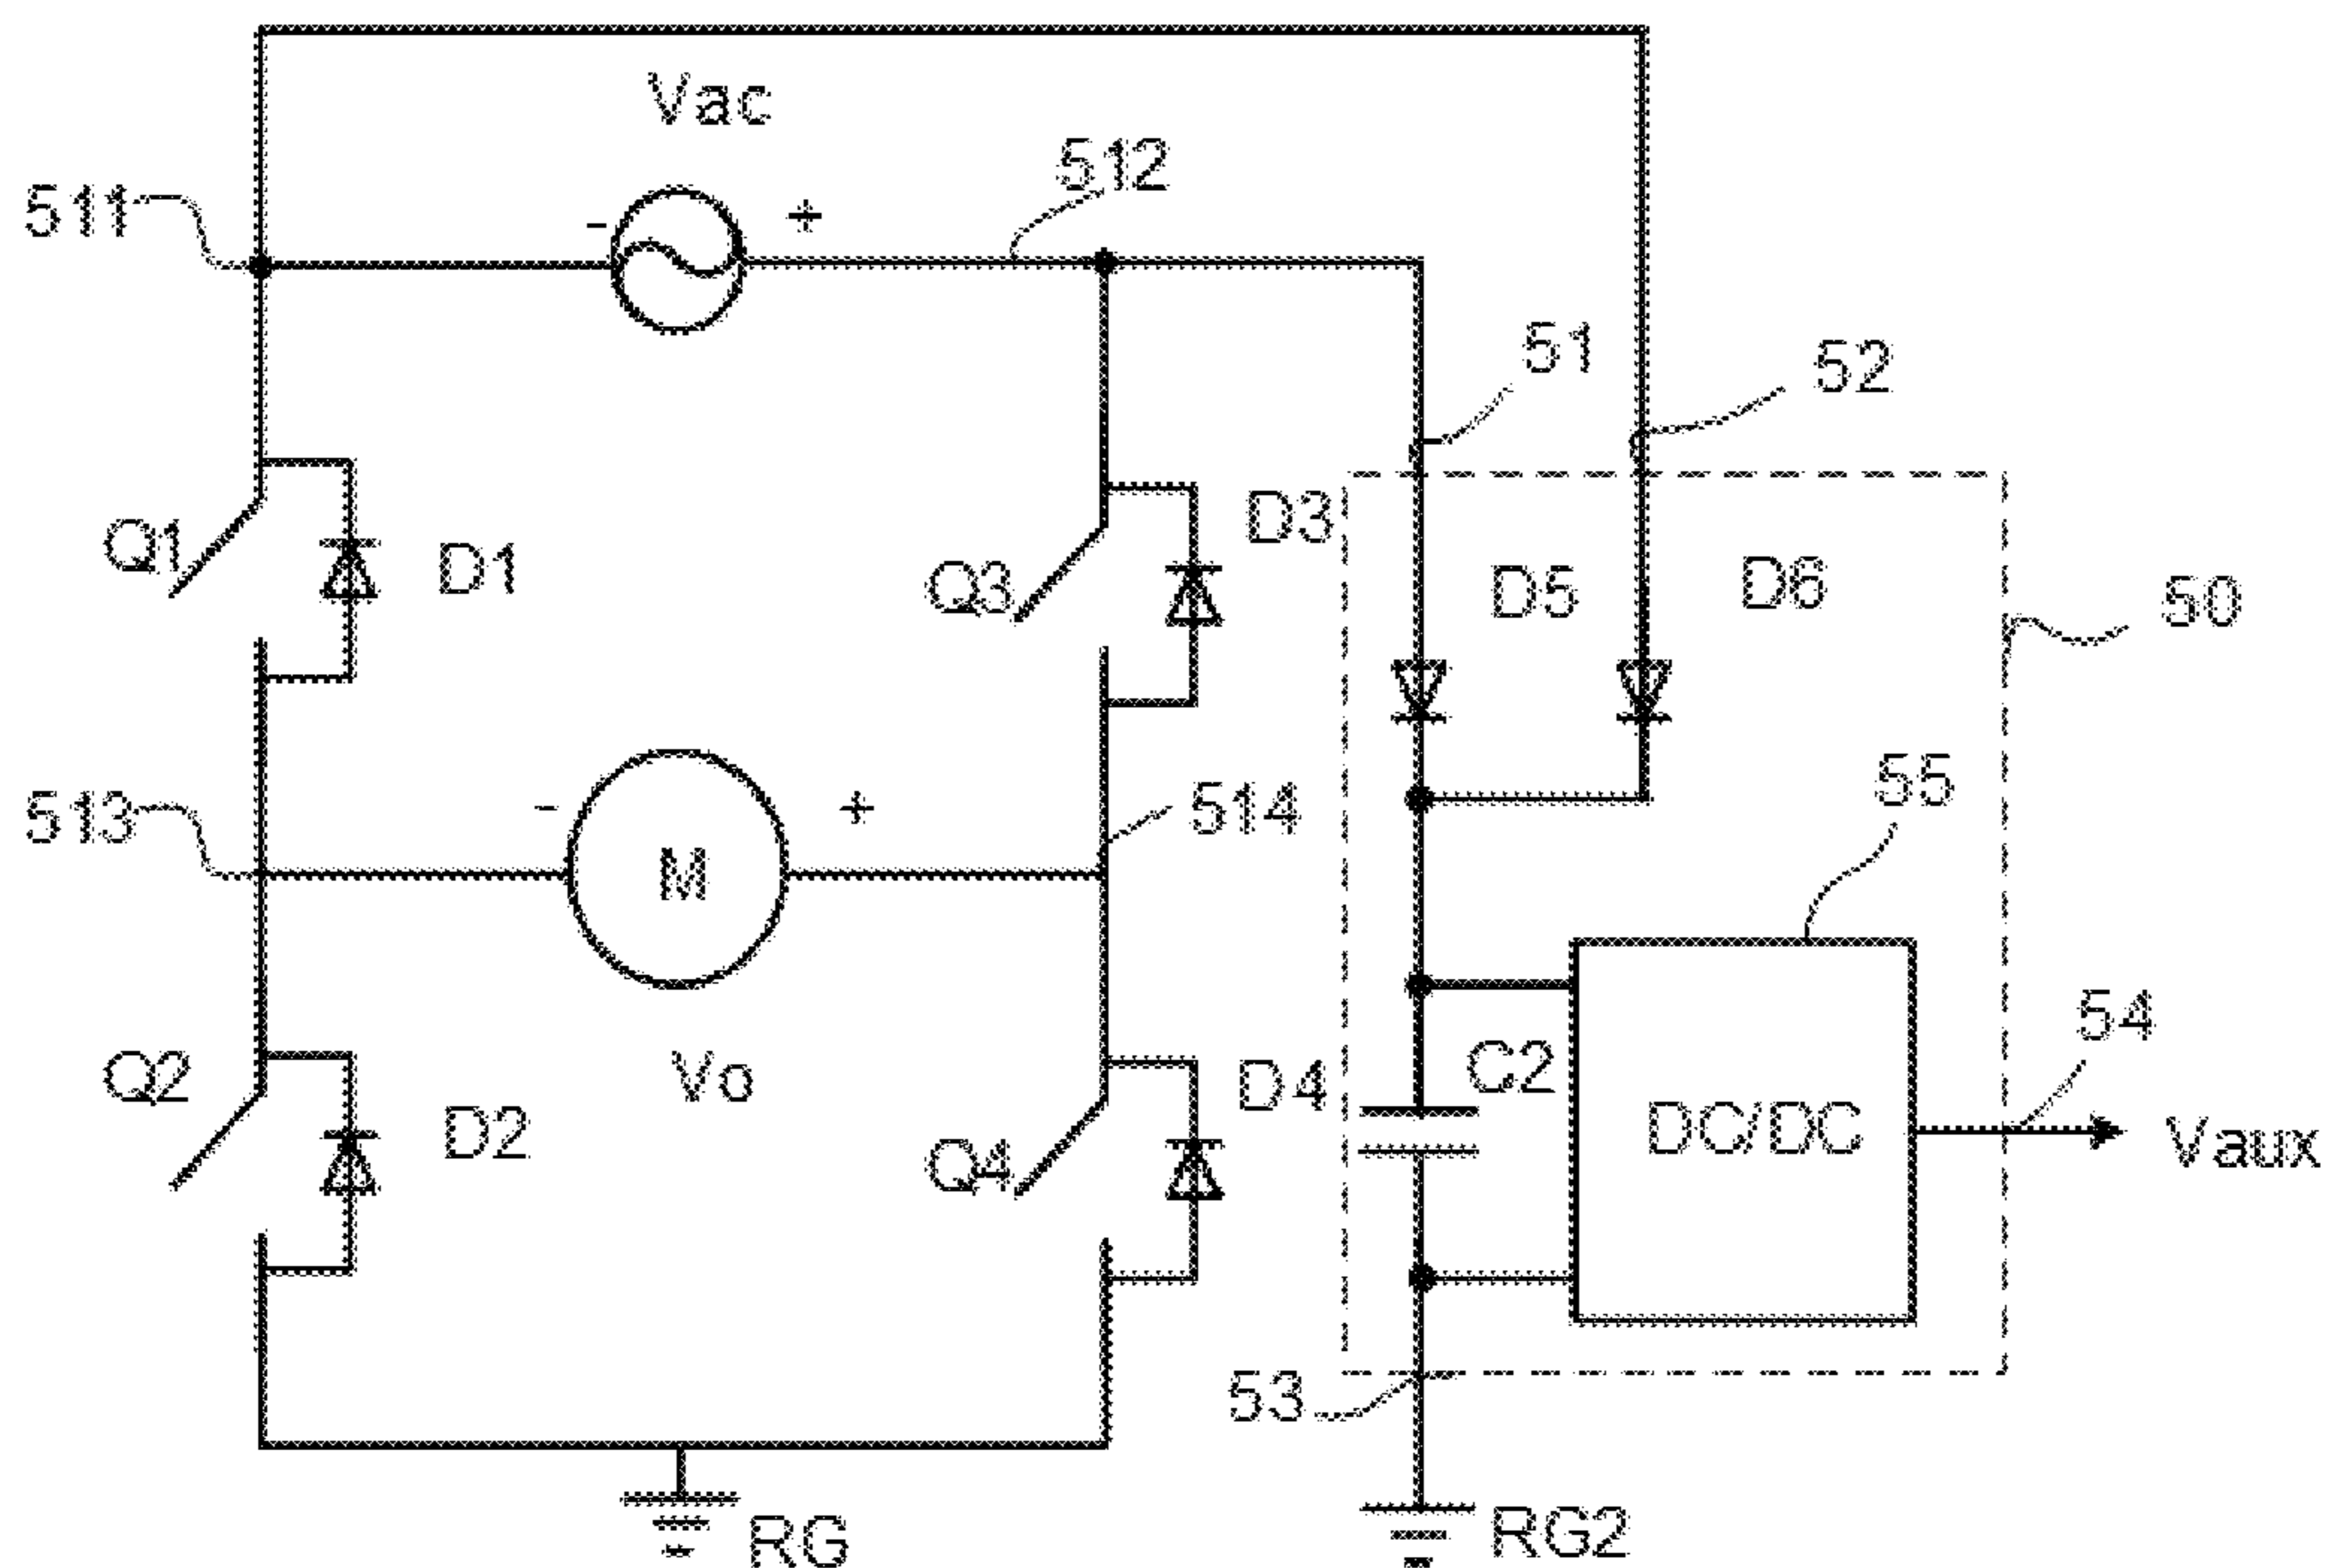 Vac
511
-
+
512
51
52
Q1
D1
Q3
D3
D5
D6
50
513
-
M
+
514
55
Q2
D2
Vo
Q4
D4
C2
DC/DC
54
Vaux
53
RG
RG2